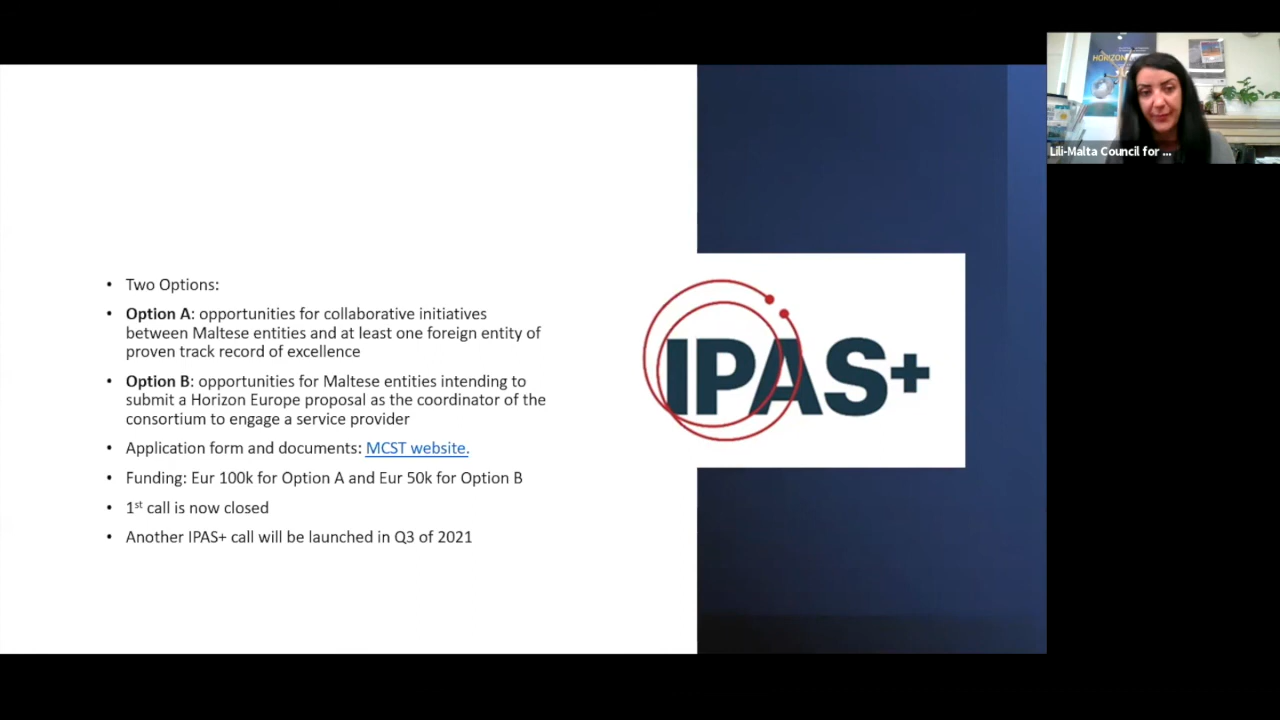 • Two Options:
• Option A: opportunities for collaborative initiatives
between Maltese entities and at least one foreign entity of
proven track record of excellence
• Option B: opportunities for Maltese entities intending to
submit a Horizon Europe proposal as the coordinator of the
consortium to engage a service provider
• Application form and documents: MCST website.
• Funding: Eur 100k for Option A and Eur 50k for Option B
• 1st call is now closed
• Another IPAS+ call will be launched in Q3 of 2021
IPAS+
HORIZON
Lili-Malta Council for ...